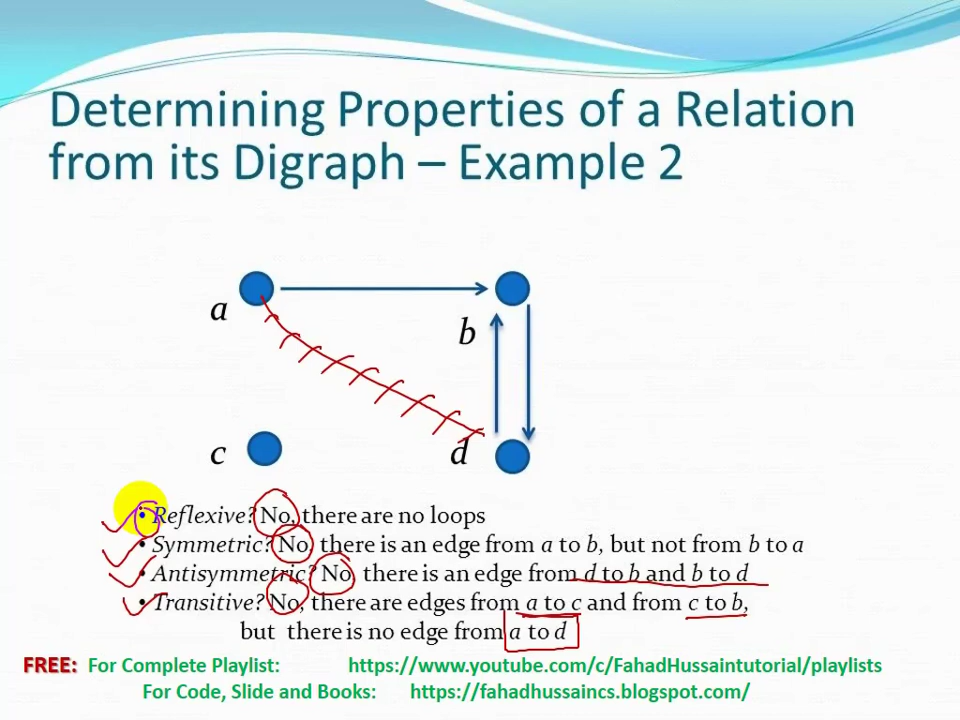 Determining Properties of a Relation
from its Digraph – Example 2
a
b
c
d
• Reflexive? No, there are no loops
• Symmetric? No, there is an edge from a to b, but not from b to a
• Antisymmetric? No, there is an edge from d to b and b to d
• Transitive? No, there are edges from a to c and from c to b,
but there is no edge from a to d
FREE: For Complete Playlist: https://www.youtube.com/c/FahadHussaintutorial/playlists
For Code, Slide and Books: https://fahadhussaincs.blogspot.com/